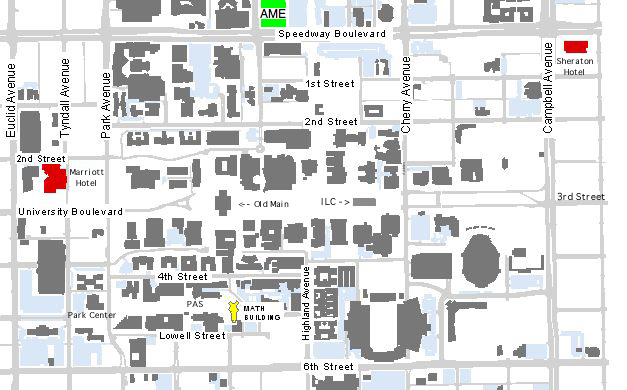 AME
Speedway Boulevard
Sheraton
Hotel
1st Street
Euclid Avenue
Tyndall Avenue
Park Avenue
Cherry Avenue
Campbell Avenue
2nd Street
2nd Street
Marriott
Hotel
3rd Street
<-- Old Main
ILC ->
University Boulevard
4th Street
Highland Avenue
PAS
MATH
BUILDING
Park Center
Lowell Street
6th Street